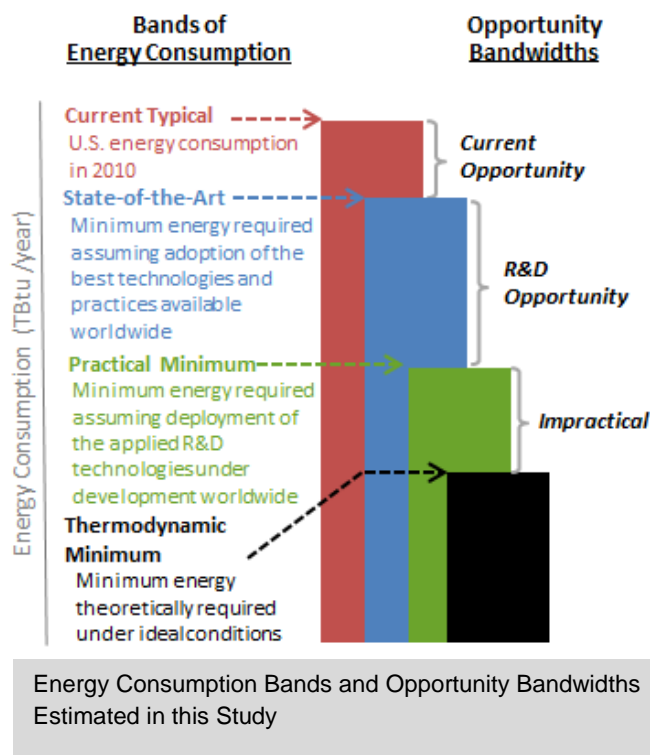 Bands of
Energy Consumption
Opportunity
Bandwidths
Energy Consumption (TBtu /year)
Current Typical
U.S. energy consumption
in 2010
State-of-the-Art
Minimum energy required
assuming adoption of the
best technologies and
practices available
worldwide
Practical Minimum
Minimum energy required
assuming deployment of
the applied R&D
technologies under
development worldwide
Thermodynamic
Minimum
Minimum energy
theoretically required
under ideal conditions
Current
Opportunity
R&D
Opportunity
Impractical
Energy Consumption Bands and Opportunity Bandwidths
Estimated in this Study